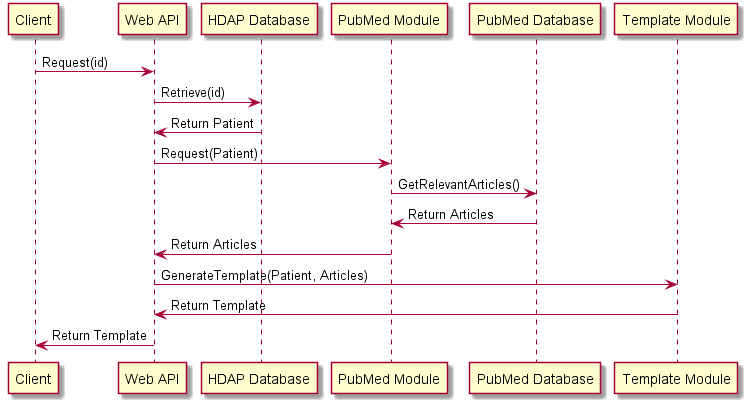 Client Web API HDAP Database PubMed Module PubMed Database Template Module
Request(id)
Retrieve(id)
Return Patient
Request(Patient)
GetRelevantArticles()
Return Articles
Return Articles
GenerateTemplate(Patient, Articles)
Return Template
Return Template
Client Web API HDAP Database PubMed Module PubMed Database Template Module